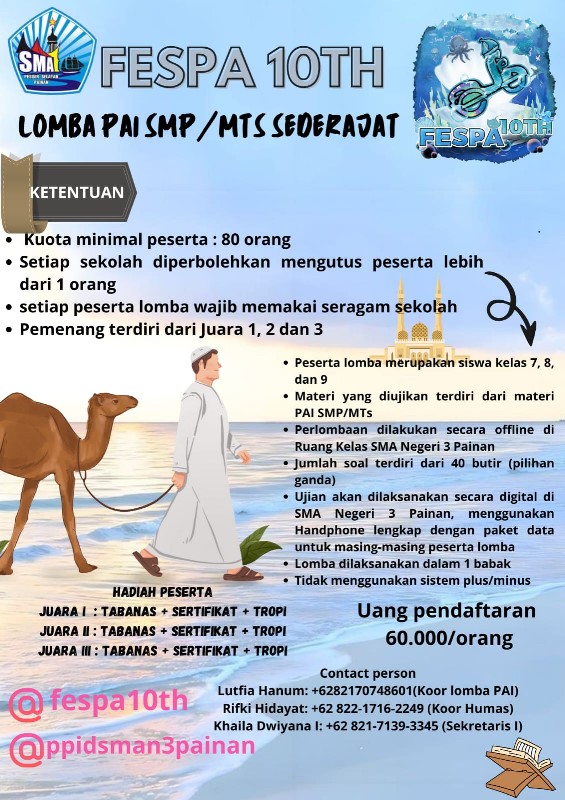 SMA
PESISIR SELATAN
PAINAN
FESPA 10TH
FESPA 10TH
LOMBA PAI SMP/MTS SEDERAJAT
KETENTUAN
• Kuota minimal peserta : 80 orang
• Setiap sekolah diperbolehkan mengutus peserta lebih
dari 1 orang
• setiap peserta lomba wajib memakai seragam sekolah
• Pemenang terdiri dari Juara 1, 2 dan 3
• Peserta lomba merupakan siswa kelas 7, 8,
dan 9
• Materi yang diujikan terdiri dari materi
PAI SMP/MTs
• Perlombaan dilakukan secara offline di
Ruang Kelas SMA Negeri 3 Painan
• Jumlah soal terdiri dari 40 butir (pilihan
ganda)
• Ujian akan dilaksanakan secara digital di
SMA Negeri 3 Painan, menggunakan
Handphone lengkap dengan paket data
untuk masing-masing peserta lomba
• Lomba dilaksanakan dalam 1 babak
• Tidak menggunakan sistem plus/minus
HADIAH PESERTA
JUARA I : TABANAS + SERTIFIKAT + TROPI
JUARA II : TABANAS + SERTIFIKAT + TROPI
JUARA III : TABANAS + SERTIFIKAT + TROPI
Uang pendaftaran
60.000/orang
Contact person
Lutfia Hanum: +6282170748601(Koor lomba PAI)
Rifki Hidayat: +62 822-1716-2249 (Koor Humas)
Khaila Dwiyana I: +62 821-7139-3345 (Sekretaris I)
@fespa10th
@ppidsman3painan